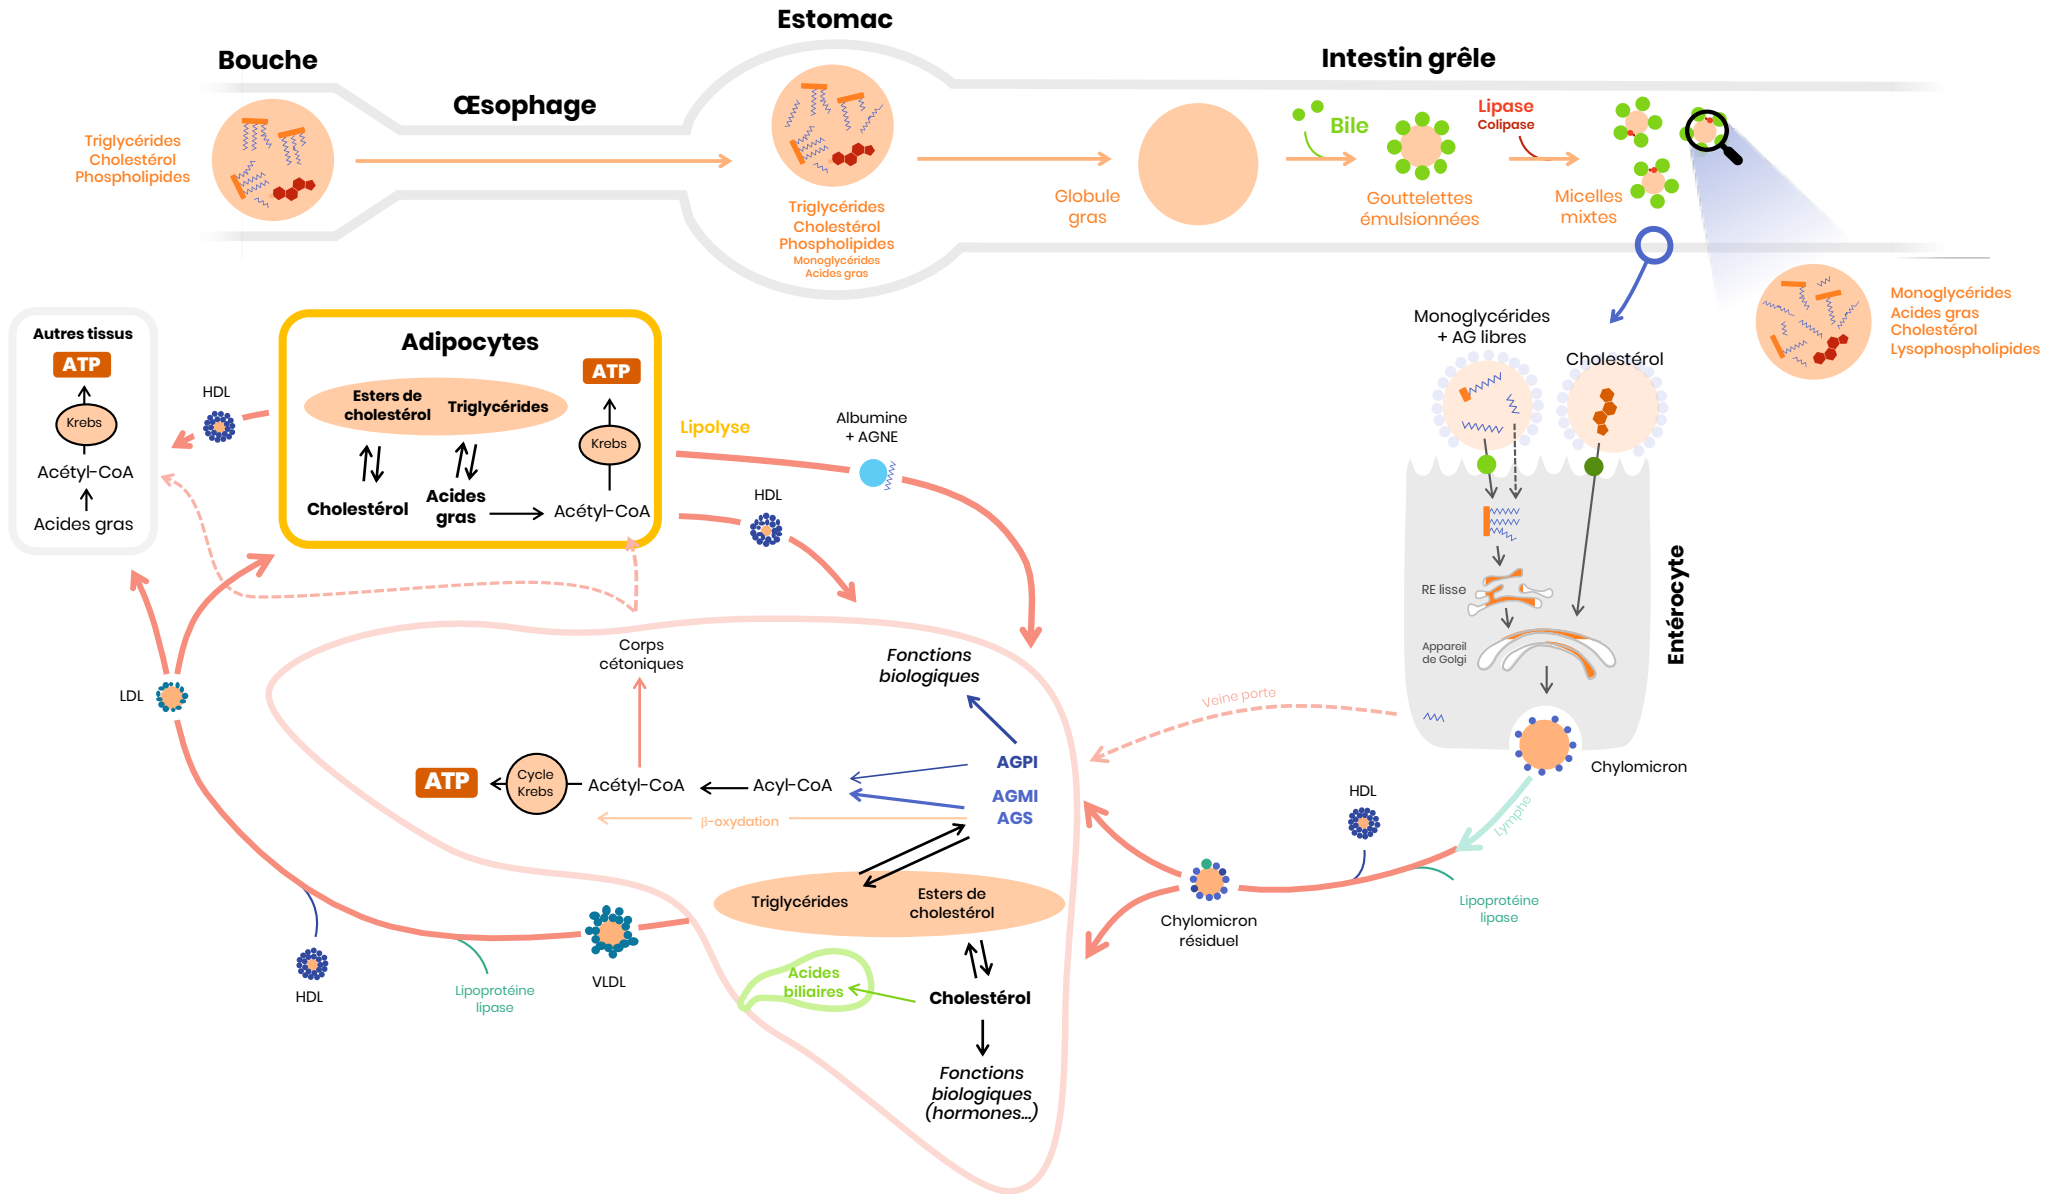 Estomac
Bouche
Œsophage
Intestin grêle
Triglycérides
Cholestérol
Phospholipides
Triglycérides
Cholestérol
Phospholipides
Monoglycérides
Acides gras
Globule
gras
Bile
Gouttelettes
émulsionnées
Lipase
Colipase
Micelles
mixtes
Monoglycérides
Acides gras
Cholestérol
Lysophospholipides
Autres tissus
ATP
Krebs
Acétyl-CoA
Acides gras
HDL
Adipocytes
Esters de
cholestérol
Triglycérides
Cholestérol
Acides
gras
Acétyl-CoA
Krebs
ATP
Lipolyse
Albumine
+ AGNE
HDL
Monoglycérides
+ AG libres
Cholestérol
RE lisse
Appareil
de Golgi
Entérocyte
Chylomicron
Lymphe
Veine porte
HDL
Lipoprotéine
lipase
Chylomicron
résiduel
Corps
cétoniques
Fonctions
biologiques
AGPI
AGMI
AGS
Acyl-CoA
Acétyl-CoA
Cycle
Krebs
ATP
β-oxydation
Triglycérides
Esters de
cholestérol
Acides
biliaires
Cholestérol
Fonctions
biologiques
(hormones...)
LDL
HDL
Lipoprotéine
lipase
VLDL